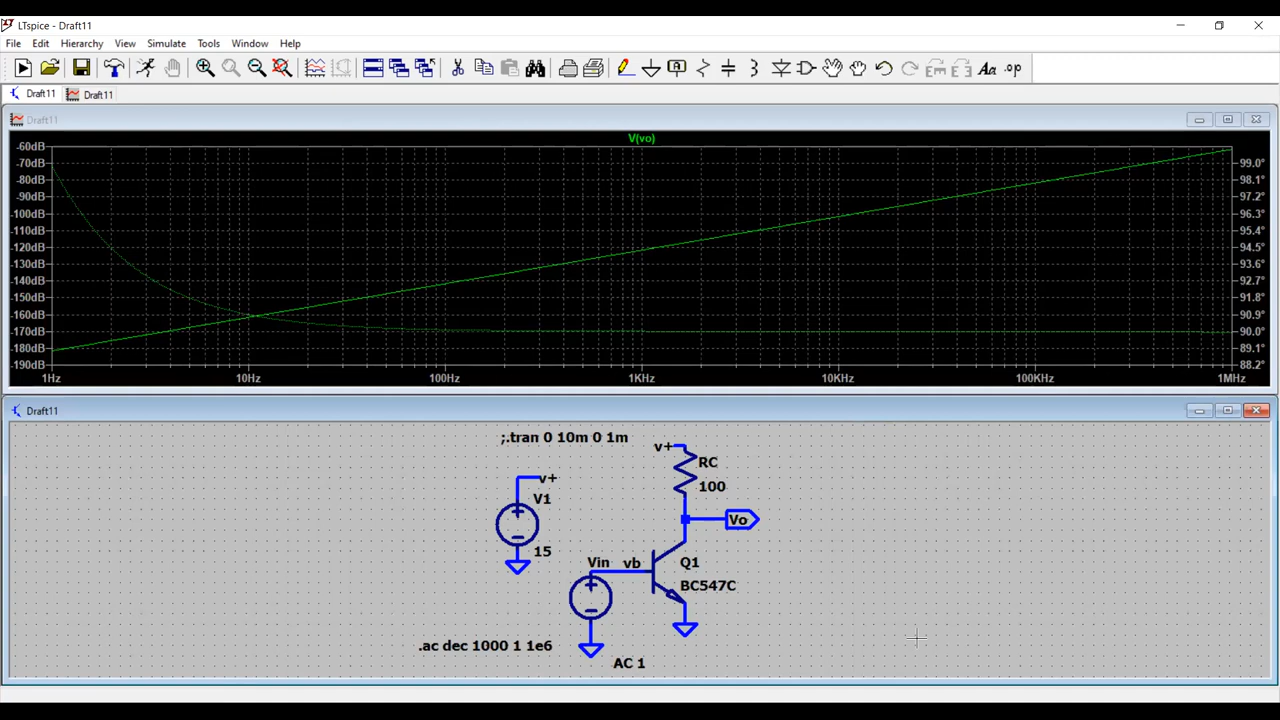 LTspice - Draft11
File Edit Hierarchy View Simulate Tools Window Help
Aa .op
Draft11 Draft11
Draft11
V(vo)
-60dB
-70dB 99.0°
-80dB 98.1°
-90dB 97.2°
-100dB 96.3°
-110dB 95.4°
-120dB 94.5°
-130dB 93.6°
-140dB 92.7°
-150dB 91.8°
-160dB 90.9°
-170dB 90.0°
-180dB 89.1°
-190dB 88.2°
1Hz 10Hz 100Hz 1KHz 10KHz 100KHz 1MHz
Draft11
;.tran 0 10m 0 1m
v+
RC
100
v+
V1
15
Vo
Vin vb
Q1
BC547C
.ac dec 1000 1 1e6
AC 1